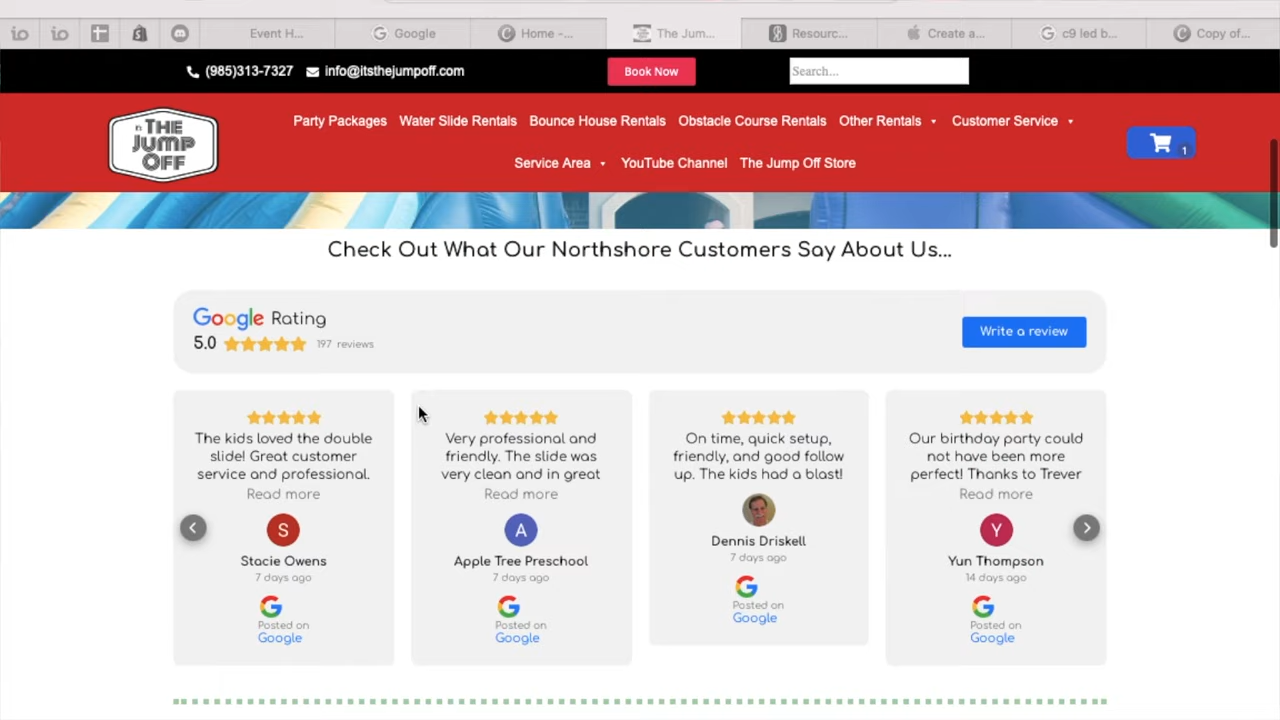 io
io
Event H...
Google
Home -...
The Jum...
Resourc...
Create a...
c9 led b...
Copy of...
(985)313-7327 info@itsthejumpoff.com
Book Now
Search...
THE JUMP OFF
Party Packages Water Slide Rentals Bounce House Rentals Obstacle Course Rentals Other Rentals Customer Service
1
Service Area YouTube Channel The Jump Off Store
Check Out What Our Northshore Customers Say About Us...
Google Rating
5.0 197 reviews
Write a review
The kids loved the double
slide! Great customer
service and professional.
Read more
S
Stacie Owens
7 days ago
Posted on
Google
Very professional and
friendly. The slide was
very clean and in great
Read more
A
Apple Tree Preschool
7 days ago
Posted on
Google
On time, quick setup,
friendly, and good follow
up. The kids had a blast!
Dennis Driskell
7 days ago
Posted on
Google
Our birthday party could
not have been more
perfect! Thanks to Trever
Read more
Y
Yun Thompson
14 days ago
Posted on
Google